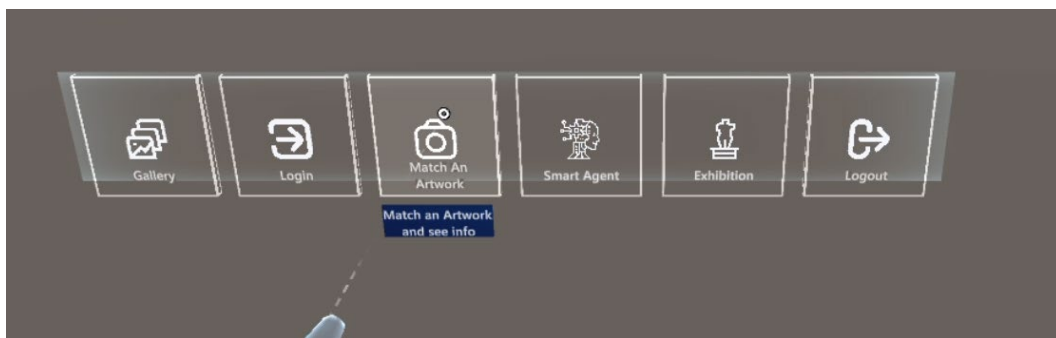 Gallery
Login
Match An
Artwork
Smart Agent
Exhibition
Logout
Match an Artwork
and see info